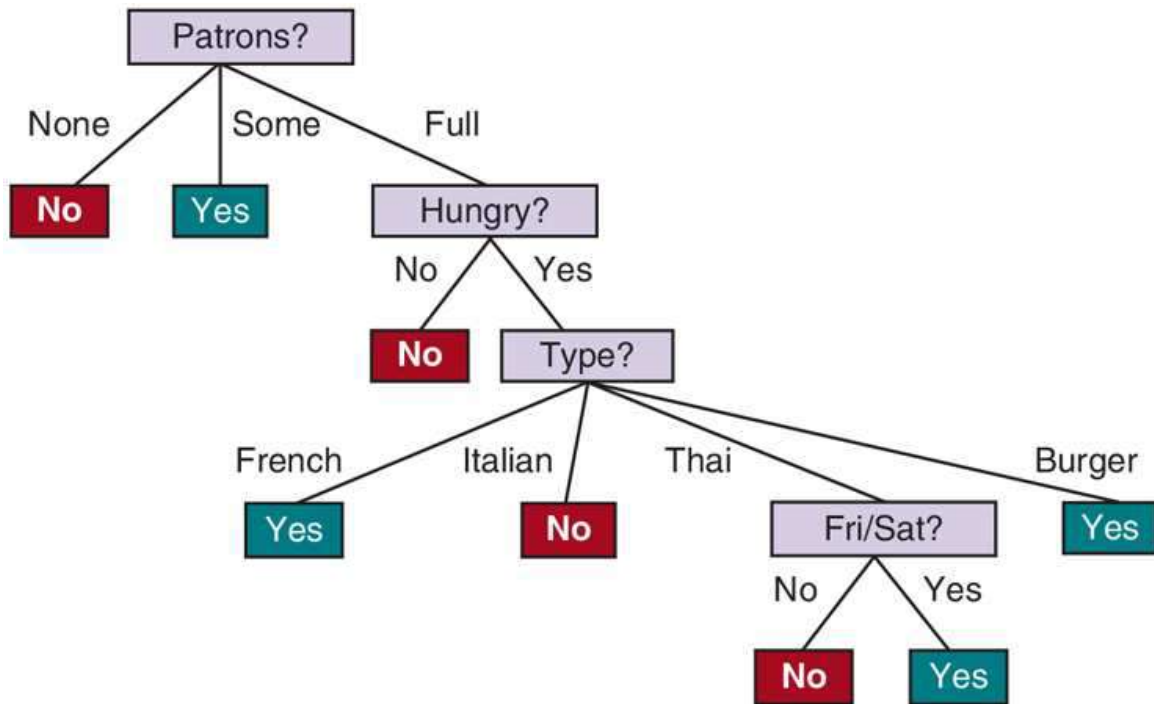 Patrons?
None Some Full
No Yes Hungry?
No Yes
No Type?
French Italian Thai Burger
Yes No Fri/Sat? Yes
No Yes
No Yes